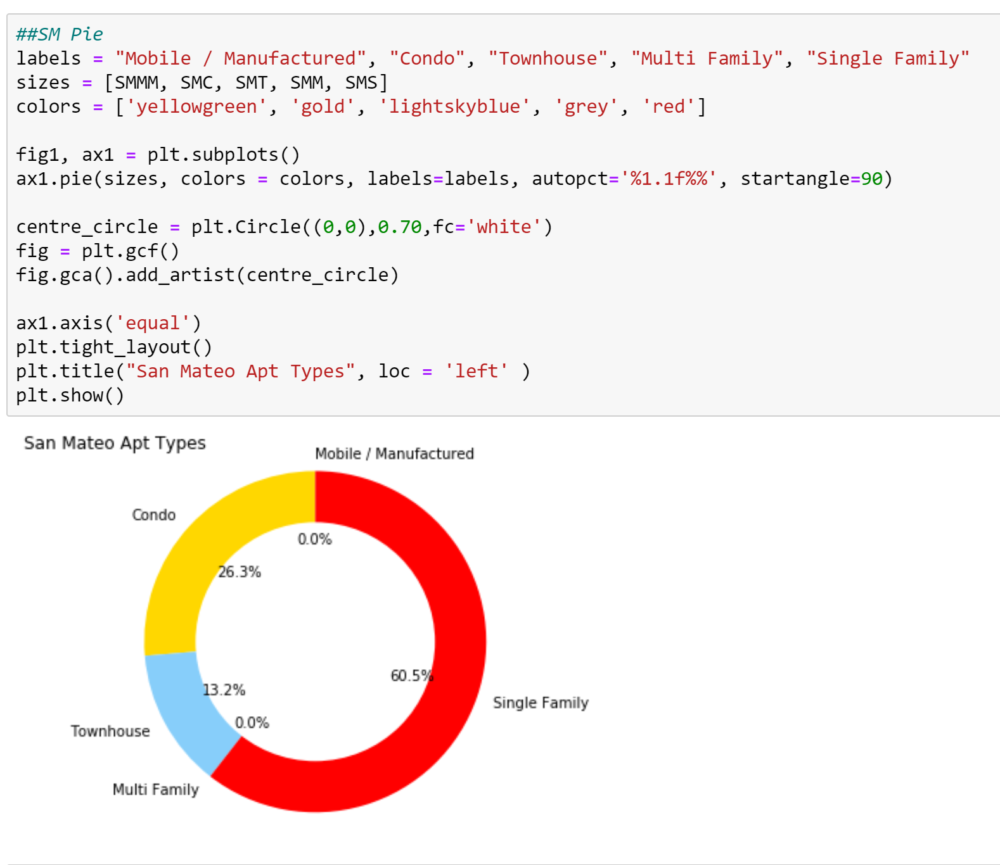 ##SM Pie
labels = "Mobile / Manufactured", "Condo", "Townhouse", "Multi Family", "Single Family"
sizes = [SMMM, SMC, SMT, SMM, SMS]
colors = ['yellowgreen', 'gold', 'lightskyblue', 'grey', 'red']
fig1, ax1 = plt.subplots()
ax1.pie(sizes, colors = colors, labels=labels, autopct='%1.1f%%', startangle=90)
centre_circle = plt.Circle((0,0),0.70,fc='white')
fig = plt.gcf()
fig.gca().add_artist(centre_circle)
ax1.axis('equal')
plt.tight_layout()
plt.title("San Mateo Apt Types", loc = 'left' )
plt.show()
San Mateo Apt Types
Mobile / Manufactured
Condo
0.0%
26.3%
60.5%
13.2%
Single Family
0.0%
Townhouse
Multi Family